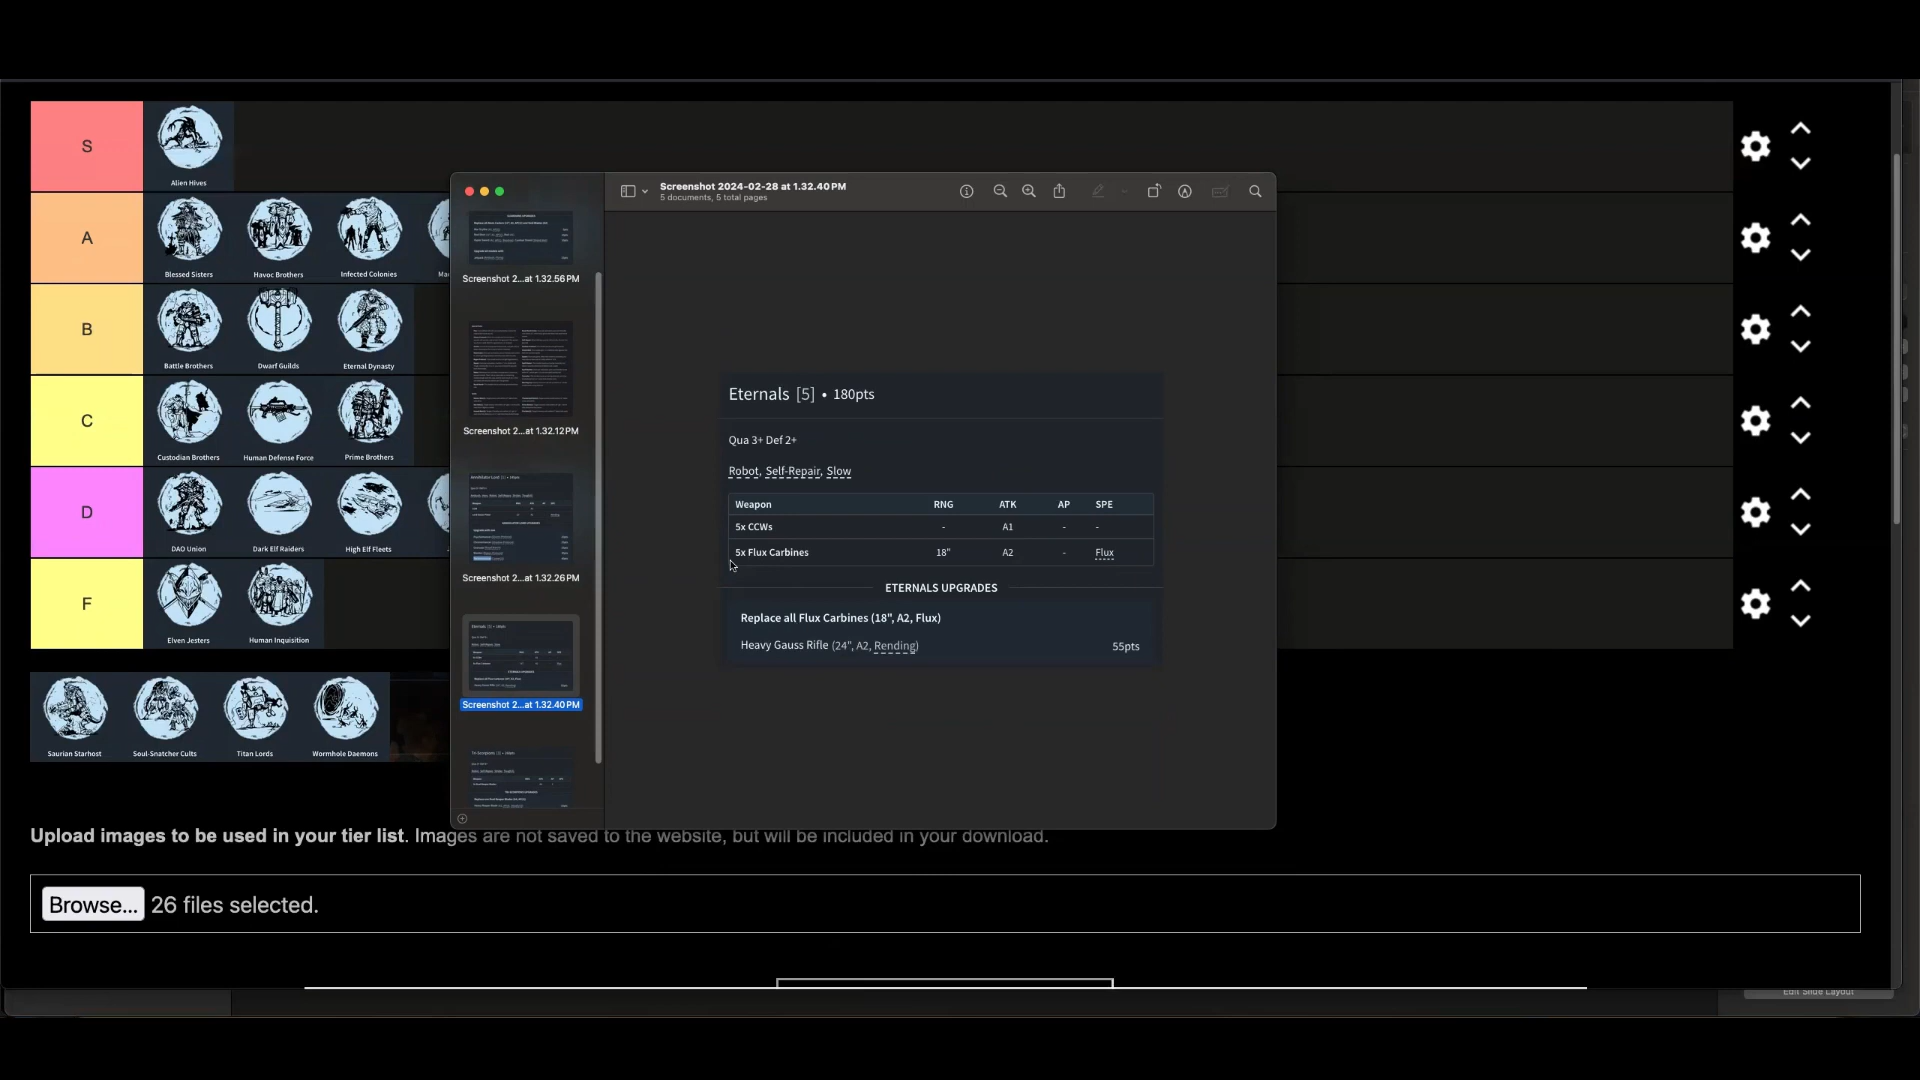 S
Alien Hives
A
Blessed Sisters
Havoc Brothers
Infected Colonies
B
Battle Brothers
Dwarf Guilds
Eternal Dynasty
C
Custodian Brothers
Human Defense Force
Prime Brothers
D
DAO Union
Dark Elf Raiders
High Elf Fleets
F
Elven Jesters
Human Inquisition
Saurian Starhost
Soul-Snatcher Cults
Titan Lords
Wormhole Daemons
Screenshot 2024-02-28 at 1.32.40 PM
5 documents, 5 total pages
Screenshot 2...at 1.32.56 PM
Screenshot 2...at 1.32.12 PM
Screenshot 2...at 1.32.26 PM
Screenshot 2...at 1.32.40 PM
Eternals [5] • 180pts
Qua 3+ Def 2+
Robot, Self-Repair, Slow
Weapon RNG ATK AP SPE
5x CCWs - A1 - -
5x Flux Carbines 18" A2 - Flux
ETERNALS UPGRADES
Replace all Flux Carbines (18", A2, Flux)
Heavy Gauss Rifle (24", A2, Rending) 55pts
Upload images to be used in your tier list. Images are not saved to the website, but will be included in your download.
Browse... 26 files selected.
Edit Slide Layout